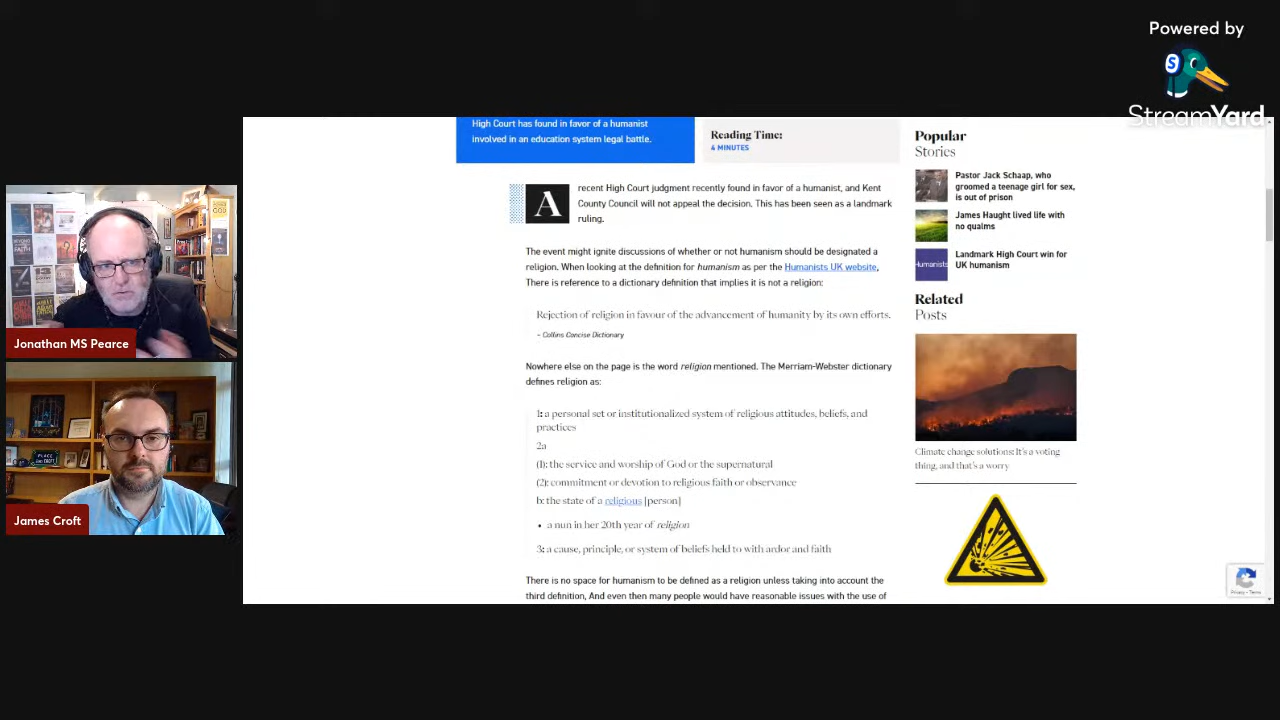 Powered by
S
StreamYard
High Court has found in favor of a humanist
involved in an education system legal battle.
Reading Time:
4 MINUTES
A
recent High Court judgment recently found in favor of a humanist, and Kent
County Council will not appeal the decision. This has been seen as a landmark
ruling.
The event might ignite discussions of whether or not humanism should be designated a
religion. When looking at the definition for humanism as per the Humanists UK website,
There is reference to a dictionary definition that implies it is not a religion:
Rejection of religion in favour of the advancement of humanity by its own efforts.
– Collins Concise Dictionary
Nowhere else on the page is the word religion mentioned. The Merriam-Webster dictionary
defines religion as:
1: a personal set or institutionalized system of religious attitudes, beliefs, and
practices
2a
(1): the service and worship of God or the supernatural
(2): commitment or devotion to religious faith or observance
b: the state of a religious [person]
• a nun in her 20th year of religion
3: a cause, principle, or system of beliefs held to with ardor and faith
There is no space for humanism to be defined as a religion unless taking into account the
third definition, And even then many people would have reasonable issues with the use of
Popular
Stories
Pastor Jack Schaap, who
groomed a teenage girl for sex,
is out of prison
James Haught lived life with
no qualms
Humanists
Landmark High Court win for
UK humanism
Related
Posts
Climate change solutions: It's a voting
thing, and that's a worry
Privacy - Terms
Jonathan MS Pearce
James Croft